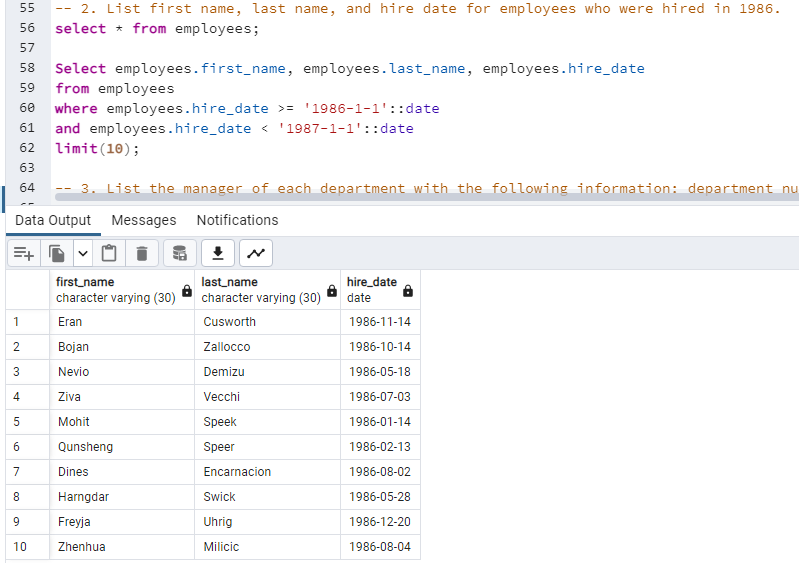 55 -- 2. List first name, last name, and hire date for employees who were hired in 1986.
56 select * from employees;
57
58 Select employees.first_name, employees.last_name, employees.hire_date
59 from employees
60 where employees.hire_date >= '1986-1-1'::date
61 and employees.hire_date < '1987-1-1'::date
62 limit(10);
63
64 -- 3. List the manager of each department with the following information: department nu
Data Output Messages Notifications
first_name last_name hire_date
character varying (30) character varying (30) date
1 Eran Cusworth 1986-11-14
2 Bojan Zallocco 1986-10-14
3 Nevio Demizu 1986-05-18
4 Ziva Vecchi 1986-07-03
5 Mohit Speek 1986-01-14
6 Qunsheng Speer 1986-02-13
7 Dines Encarnacion 1986-08-02
8 Harngdar Swick 1986-05-28
9 Freyja Uhrig 1986-12-20
10 Zhenhua Milicic 1986-08-04